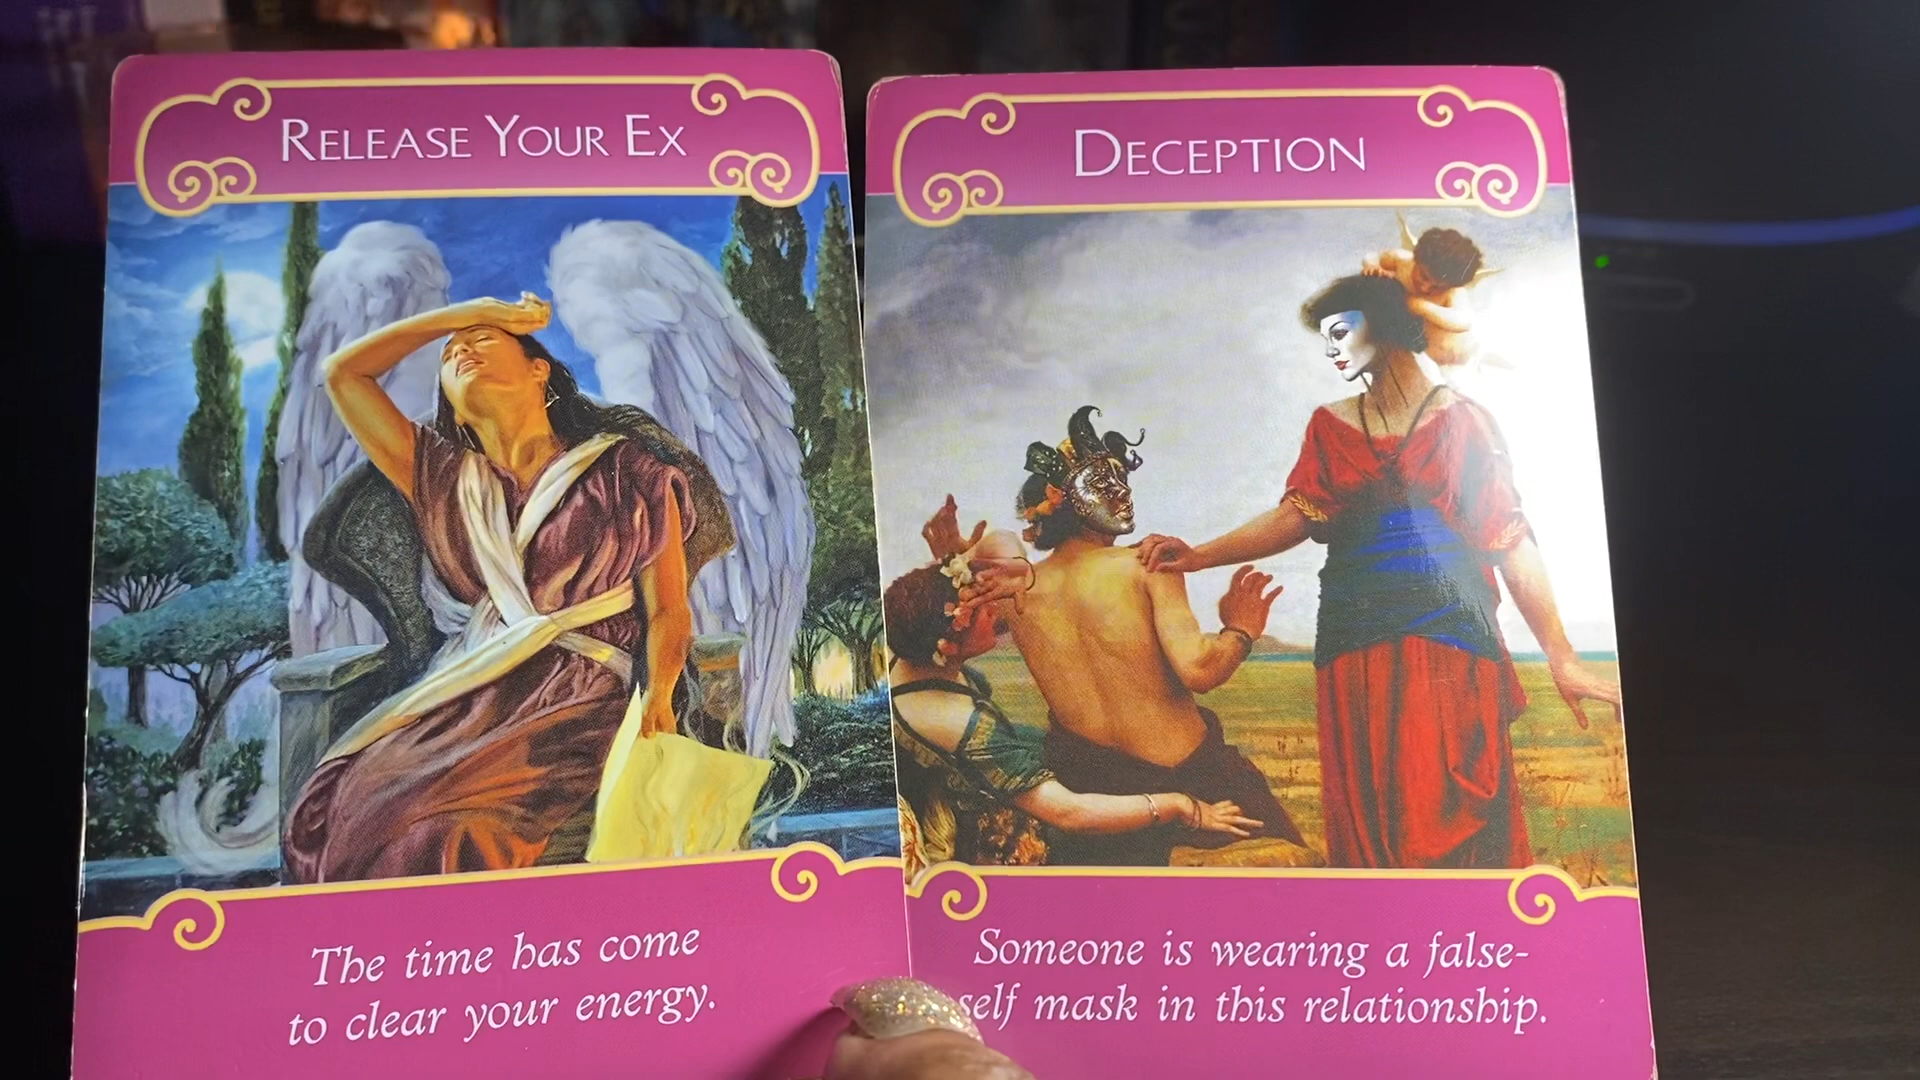 Release Your Ex
The time has come
to clear your energy.
Deception
Someone is wearing a false-
self mask in this relationship.